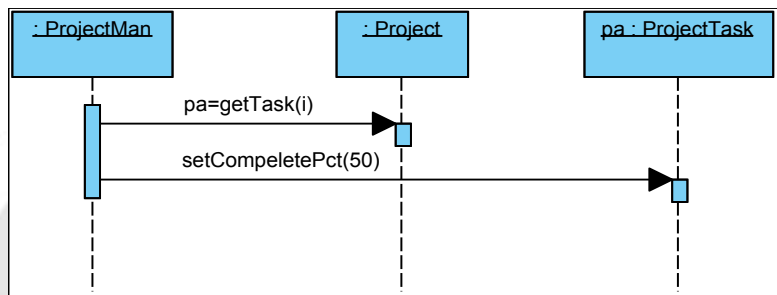 : ProjectMan
: Project
pa : ProjectTask
pa=getTask(i)
setCompeletePct(50)